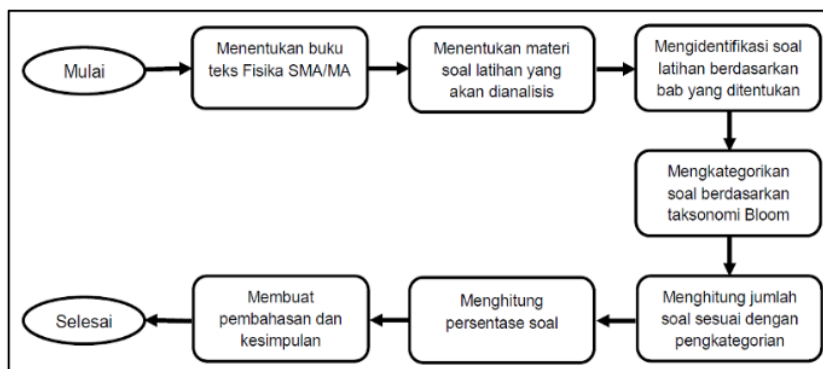 Mulai
Menentukan buku
teks Fisika SMA/MA
Menentukan materi
soal latihan yang
akan dianalisis
Mengidentifikasi soal
latihan berdasarkan
bab yang ditentukan
Mengkategorikan
soal berdasarkan
taksonomi Bloom
Menghitung jumlah
soal sesuai dengan
pengkategorian
Menghitung
persentase soal
Membuat
pembahasan dan
kesimpulan
Selesai